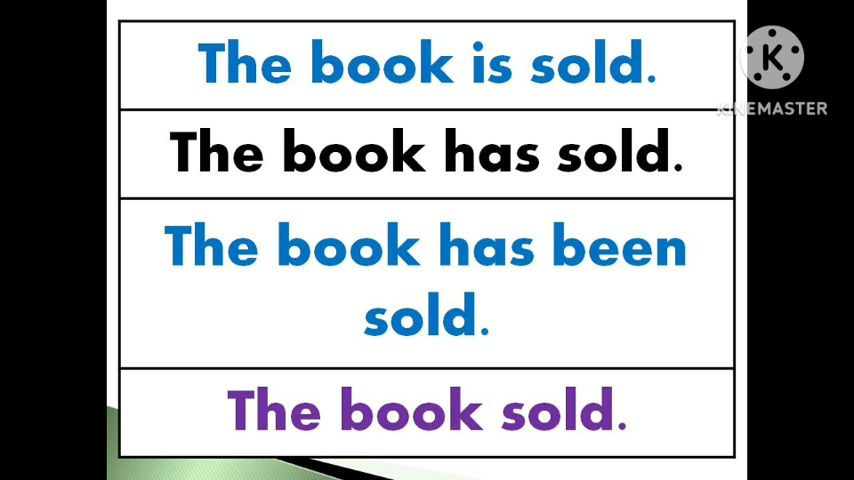 The book is sold.
KINEMASTER
The book has sold.
The book has been
sold.
The book sold.